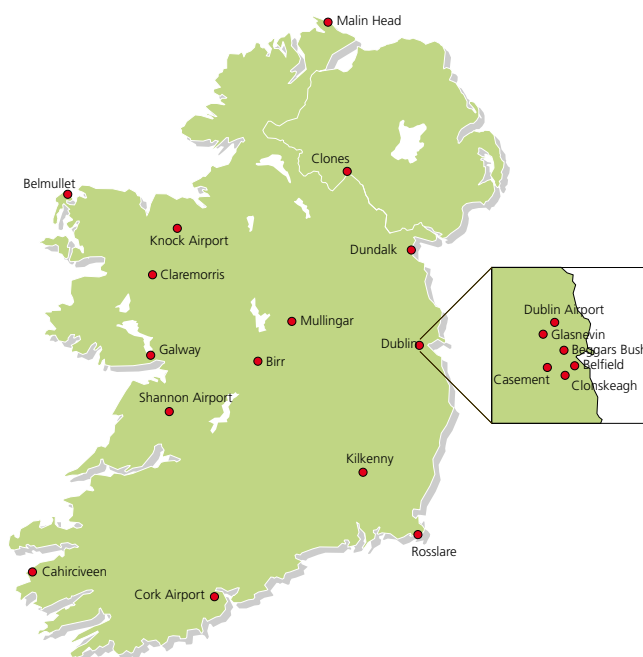 Malin Head
Clones
Belmullet
Knock Airport
Dundalk
Claremorris
Dublin Airport
Mullingar
Glasnevin
Dublin
Beggars Bush
Galway
Birr
Belfield
Casement
Clonskeagh
Shannon Airport
Kilkenny
Rosslare
Cahirciveen
Cork Airport